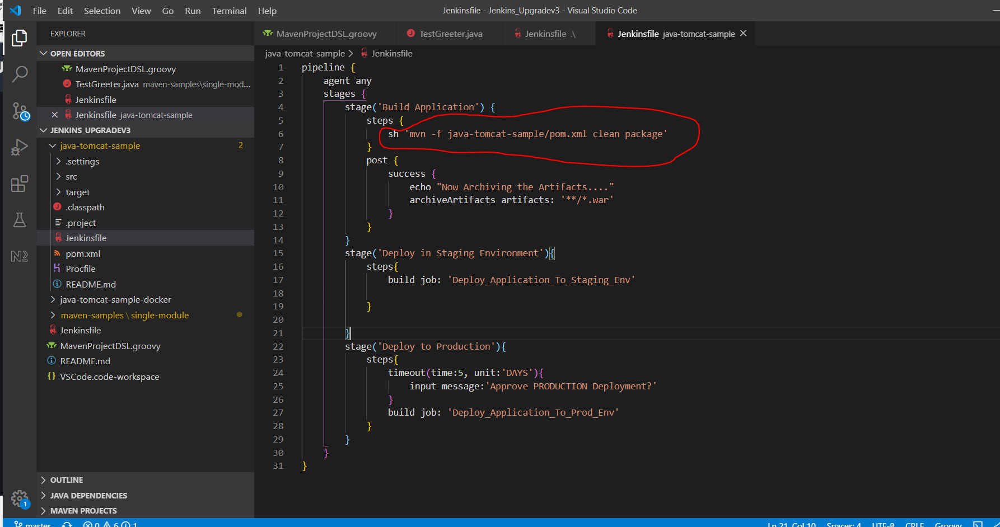 File Edit Selection View Go Run Terminal Help
Jenkinsfile - Jenkins_Upgradev3 - Visual Studio Code
EXPLORER
OPEN EDITORS
MavenProjectDSL.groovy
TestGreeter.java maven-samples\single-mod...
Jenkinsfile
Jenkinsfile java-tomcat-sample
JENKINS_UPGRADEV3
java-tomcat-sample 2
.settings
src
target
.classpath
.project
Jenkinsfile
pom.xml
Procfile
README.md
java-tomcat-sample-docker
maven-samples \ single-module
Jenkinsfile
MavenProjectDSL.groovy
README.md
VSCode.code-workspace
OUTLINE
JAVA DEPENDENCIES
MAVEN PROJECTS
1
MavenProjectDSL.groovy TestGreeter.java Jenkinsfile .\ Jenkinsfile java-tomcat-sample
java-tomcat-sample > Jenkinsfile
1 pipeline {
2 agent any
3 stages {
4 stage('Build Application') {
5 steps {
6 sh 'mvn -f java-tomcat-sample/pom.xml clean package'
7 }
8 post {
9 success {
10 echo "Now Archiving the Artifacts...."
11 archiveArtifacts artifacts: '**/*.war'
12 }
13 }
14 }
15 stage('Deploy in Staging Environment'){
16 steps{
17 build job: 'Deploy_Application_To_Staging_Env'
18
19 }
20
21 }
22 stage('Deploy to Production'){
23 steps{
24 timeout(time:5, unit:'DAYS'){
25 input message:'Approve PRODUCTION Deployment?'
26 }
27 build job: 'Deploy_Application_To_Prod_Env'
28 }
29 }
30 }
31 }
master 0 6 1 Ln 21, Col 10 Spaces: 4 UTF-8 CRLF Groovy